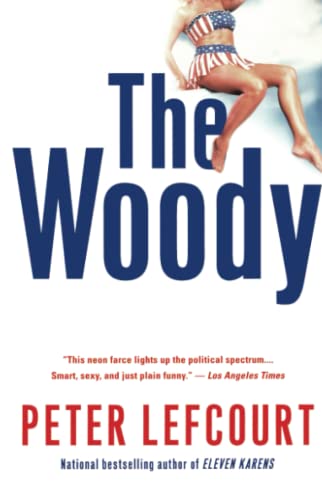 The
Woody
"This neon farce lights up the political spectrum....
Smart, sexy, and just plain funny." — Los Angeles Times
PETER LEFCOURT
National bestselling author of ELEVEN KARENS